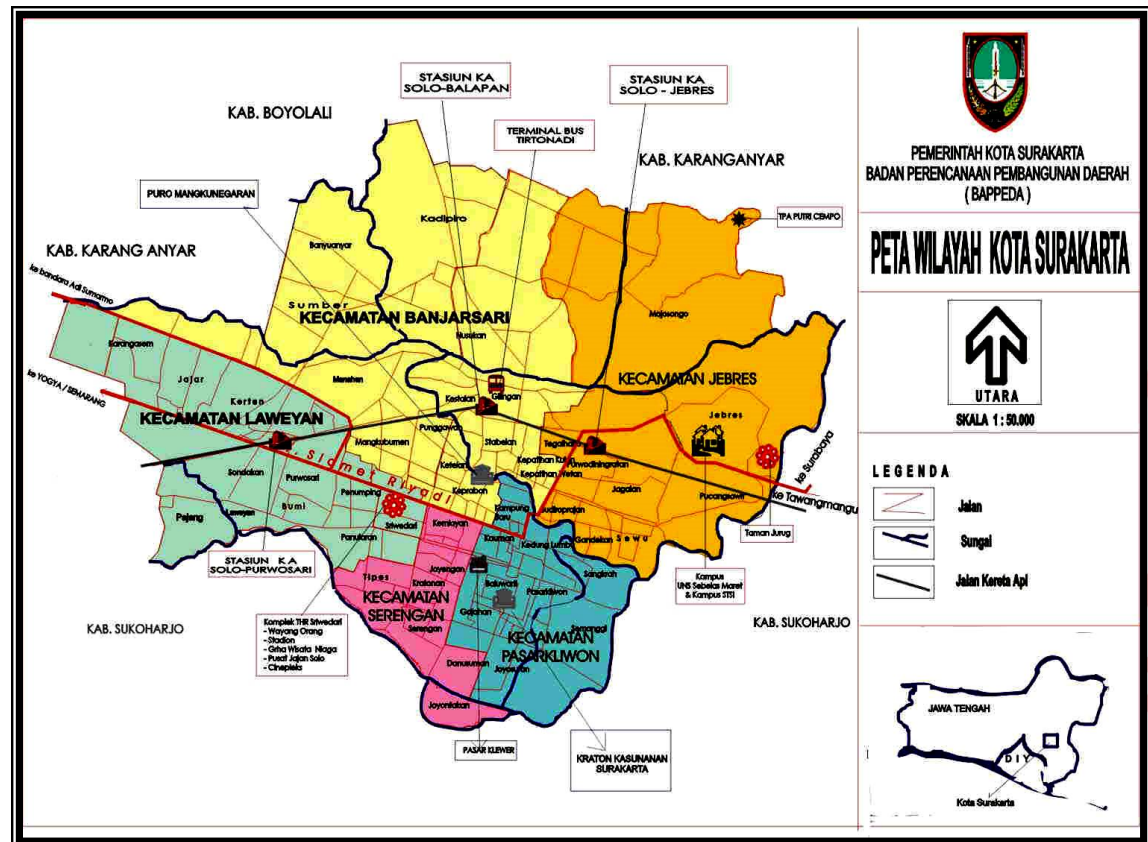 STASIUN KA
SOLO-BALAPAN
STASIUN KA
SOLO - JEBRES
KAB. BOYOLALI
TERMINAL BUS
TIRTONADI
KAB. KARANGANYAR
PURO MANGKUNEGARAN
TPA PUTRI CEMPO
KAB. KARANG ANYAR
ke bandara Adi Sumarmo
ke YOGYA / SEMARANG
Kadipiro
Banyuanyar
Sumber
KECAMATAN BANJARSARI
Nusukan
Mojosongo
KECAMATAN JEBRES
Karangasem
Jajar
Kerten
KECAMATAN LAWEYAN
Manahan
Kestalan
Gilingan
Punggawan
Mangkubumen
Stabelan
Ketelan
Keprabon
Tegalharjo
Kepatihan Kulon
Kepatihan Wetan
Purwodiningratan
Jebres
Jagalan
Pucangsawit
ke Surabaya
ke Tawangmangu
Taman Jurug
Slamet Riyadi
Sondakan
Purwosari
Penumping
Pajang
Laweyan
Bumi
Panularan
Sriwedari
Kemlayan
Kampung
Baru
Kauman
Kedung Lumbu
Sudiroprajan
Gandekan
Sewu
Sangkrah
STASIUN KA
SOLO-PURWOSARI
Tipes
Jayengan
Kratonan
KECAMATAN
SERENGAN
Serengan
Danusuman
Joyontakan
Baluwarti
Gajahan
Pasarkliwon
Semanggi
KECAMATAN
PASARKLIWON
Joyosuran
Kampus
UNS Sebelas Maret
& Kampus STSI
KAB. SUKOHARJO
KAB. SUKOHARJO
Komplek THR Sriwedari
- Wayang Orang
- Stadion
- Grha Wisata Niaga
- Pusat Jajan Solo
- Cinepleks
PASAR KLEWER
KRATON KASUNANAN
SURAKARTA
PEMERINTAH KOTA SURAKARTA
BADAN PERENCANAAN PEMBANGUNAN DAERAH
( BAPPEDA )
PETA WILAYAH KOTA SURAKARTA
UTARA
SKALA 1 : 50.000
LEGENDA
Jalan
Sungai
Jalan Kereta Api
JAWA TENGAH
DIY
Kota Surakarta